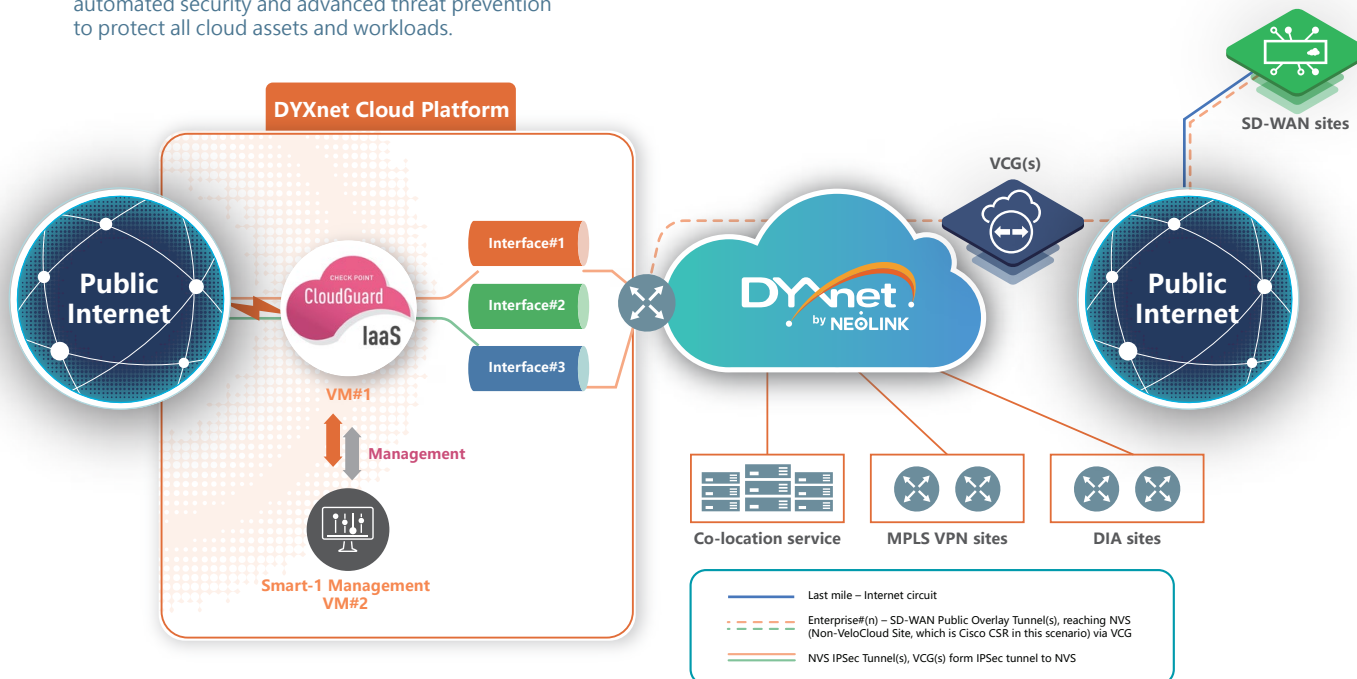 automated security and advanced threat prevention
to protect all cloud assets and workloads.
DYXnet Cloud Platform
SD-WAN sites
VCG(s)
Public
Internet
CHECK POINT
CloudGuard
IaaS
VM#1
Interface#1
Interface#2
Interface#3
DYXnet
by NEOLINK
Public
Internet
Management
Smart-1 Management
VM#2
Co-location service
MPLS VPN sites
DIA sites
Last mile – Internet circuit
Enterprise#(n) – SD-WAN Public Overlay Tunnel(s), reaching NVS
(Non-VeloCloud Site, which is Cisco CSR in this scenario) via VCG
NVS IPSec Tunnel(s), VCG(s) form IPSec tunnel to NVS